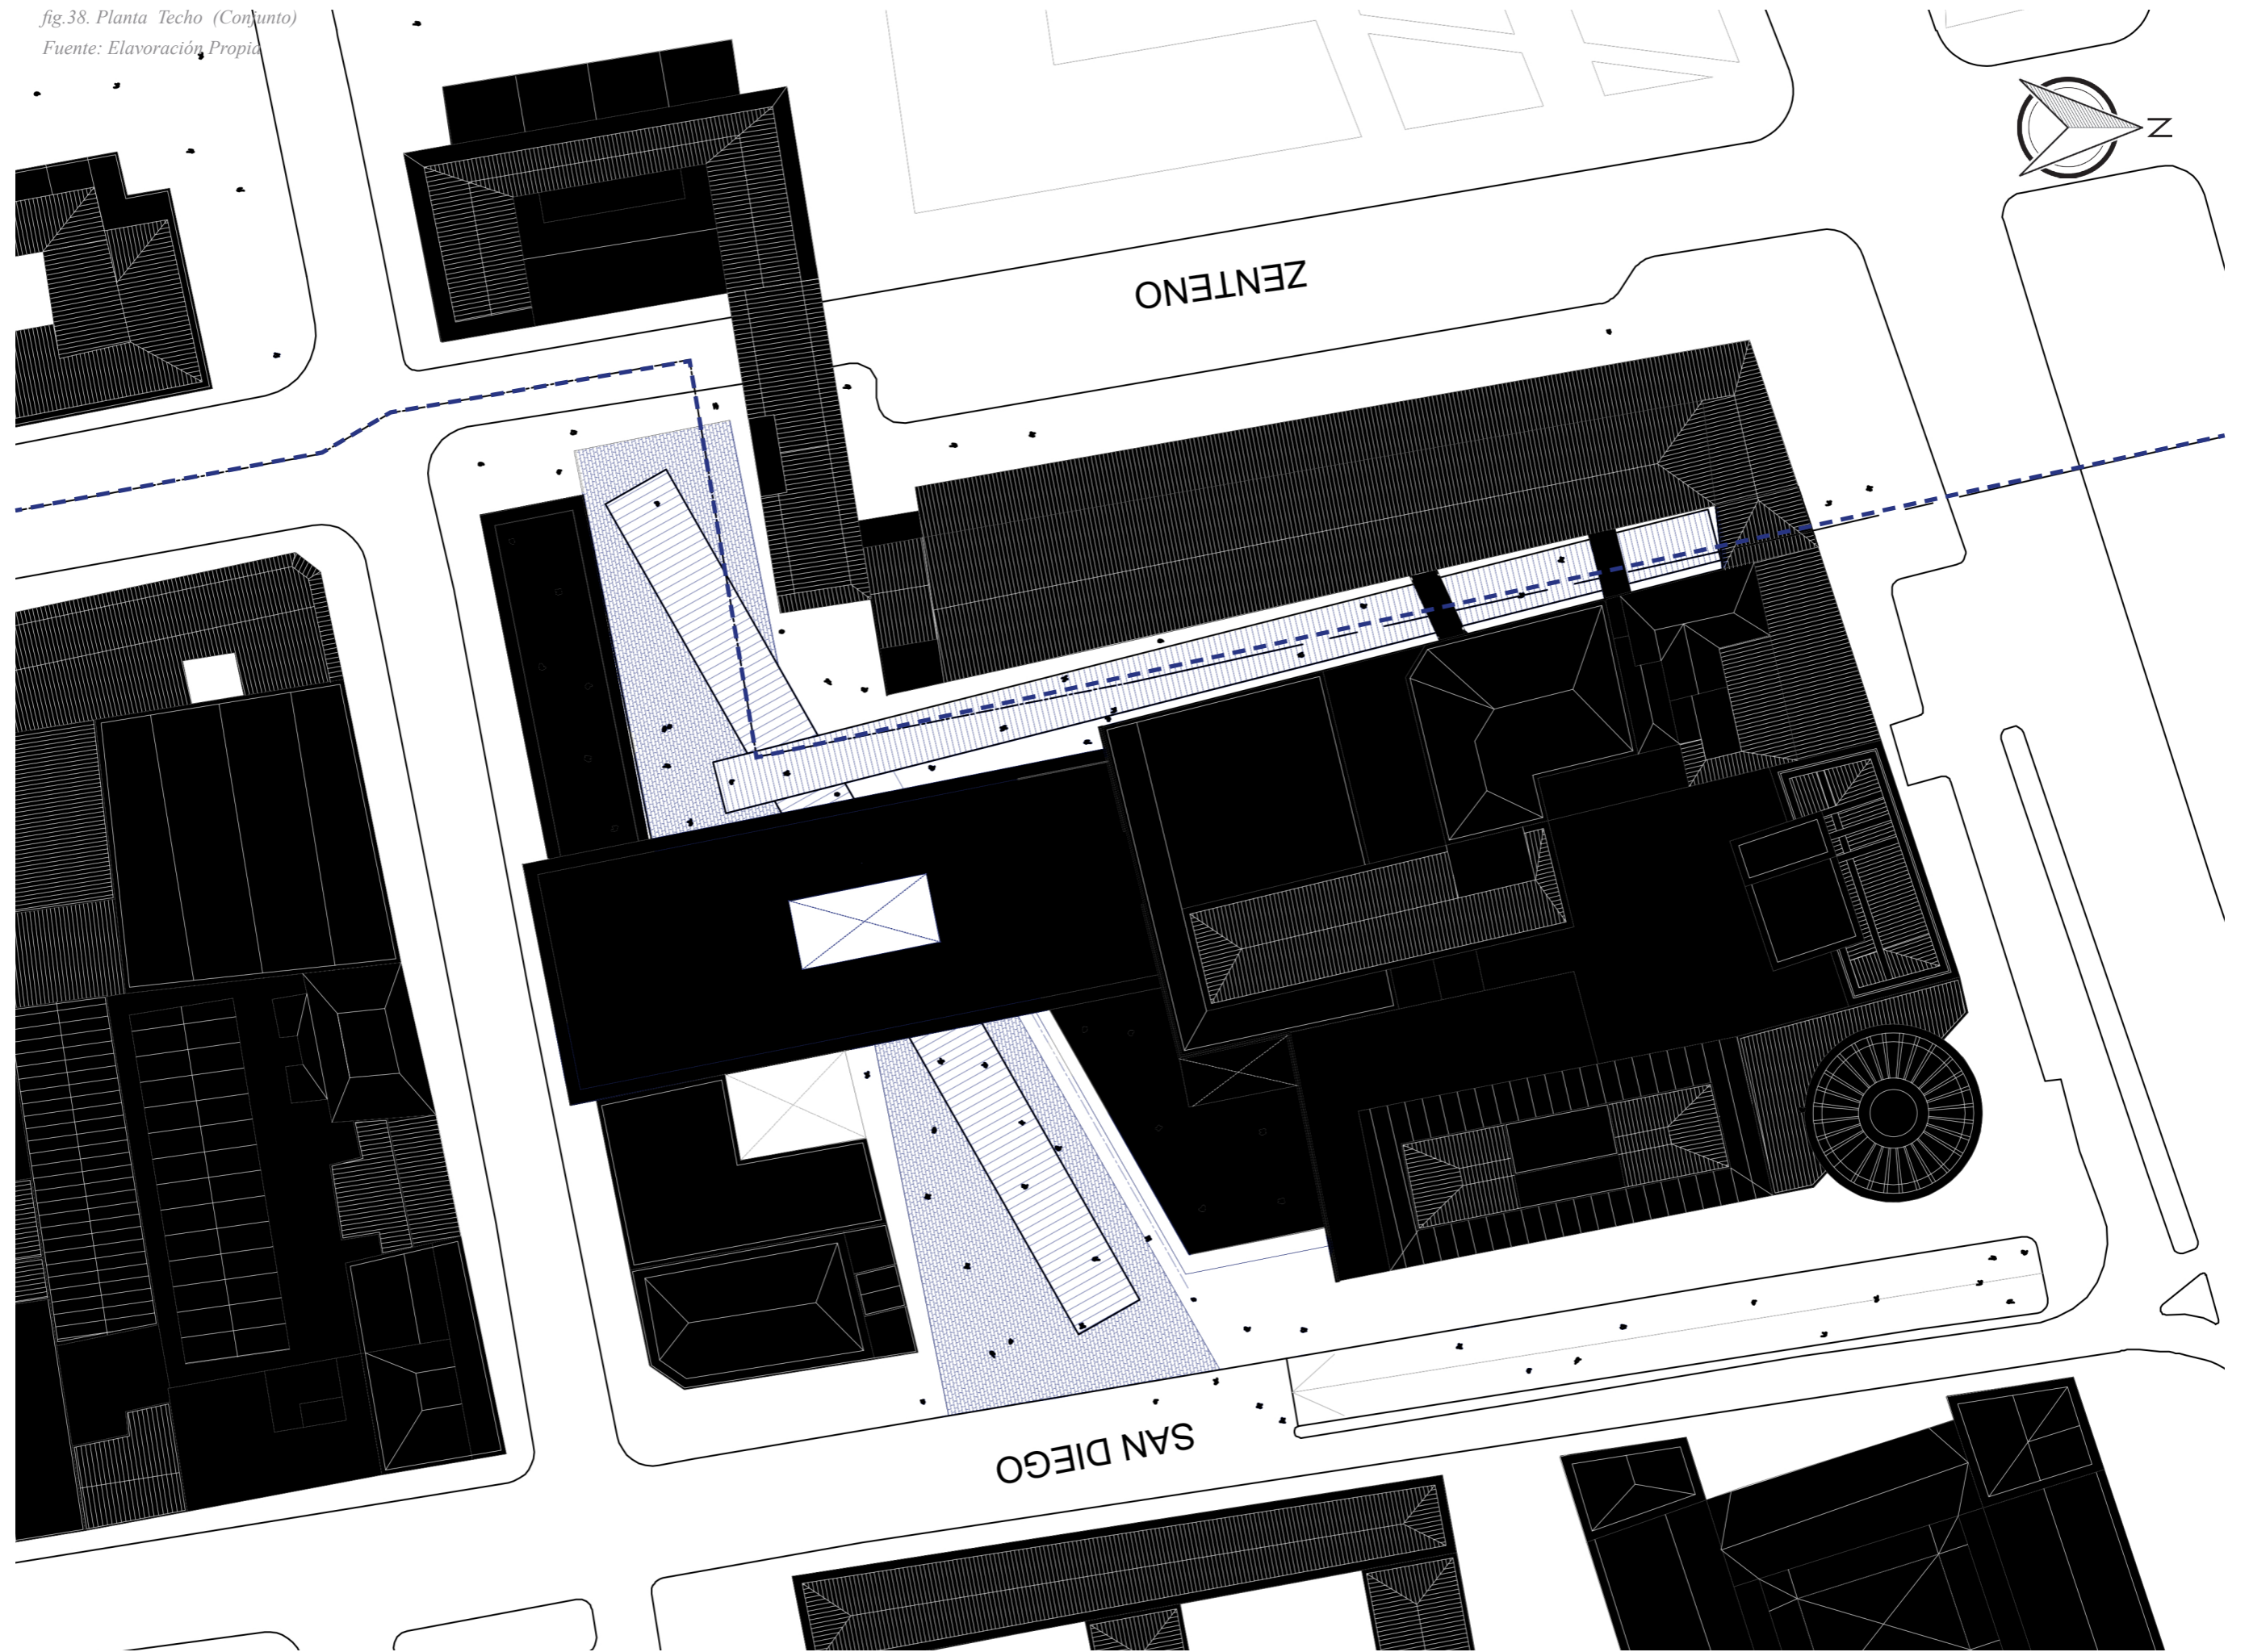 fig.38. Planta Techo (Conjunto)
Fuente: Elavoración Propia
N
ZENTENO
SAN DIEGO